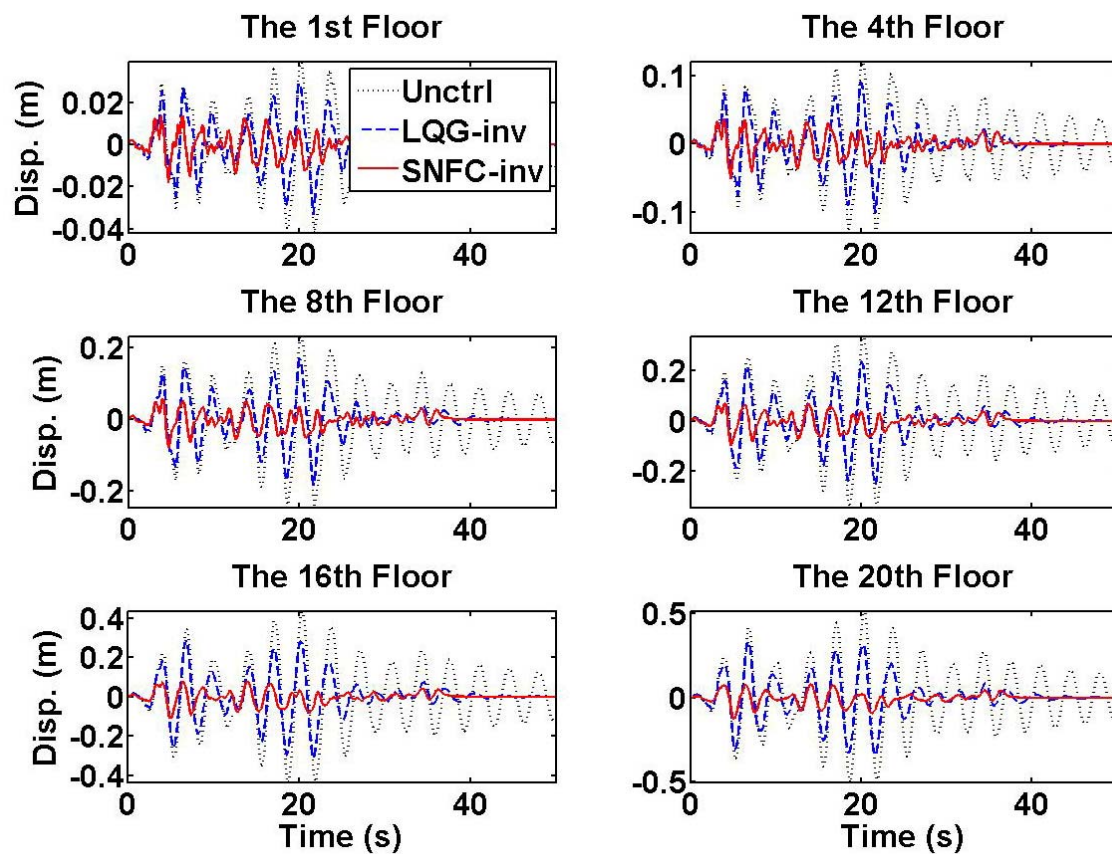 The 1st Floor
Disp. (m)
0.02
0
-0.02
-0.04
0
20
40
Unctrl
LQG-inv
SNFC-inv
The 4th Floor
0.1
0
-0.1
0
20
40
The 8th Floor
Disp. (m)
0.2
0
-0.2
0
20
40
The 12th Floor
0.2
0
-0.2
0
20
40
The 16th Floor
Disp. (m)
0.4
0.2
0
-0.2
-0.4
0
20
40
Time (s)
The 20th Floor
0.5
0
-0.5
0
20
40
Time (s)